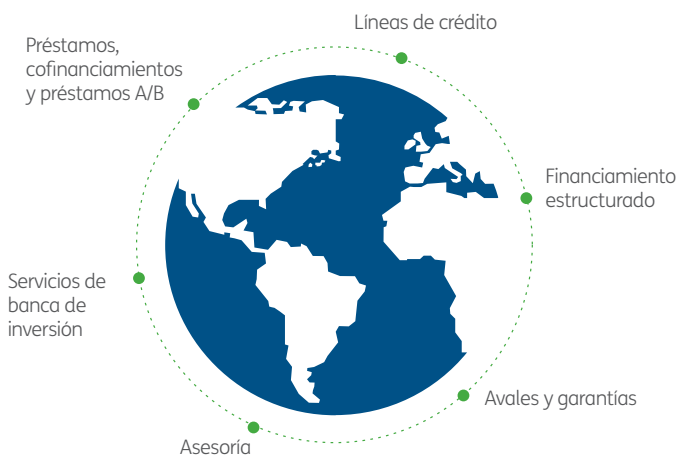 Líneas de crédito
Préstamos,
cofinanciamientos
y préstamos A/B
Financiamiento
estructurado
Servicios de
banca de
inversión
Avales y garantías
Asesoría